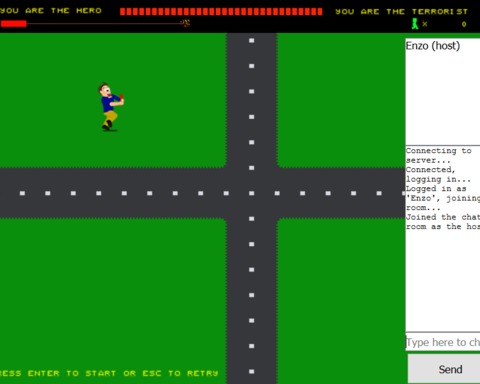 YOU ARE THE HERO
YOU ARE THE TERRORIST
× 0
Enzo (host)
Connecting to
server...
Connected,
logging in...
Logged in as
'Enzo', joining
room...
Joined the chat
room as the hos
Type here to ch
Send
RESS ENTER TO START OR ESC TO RETRY